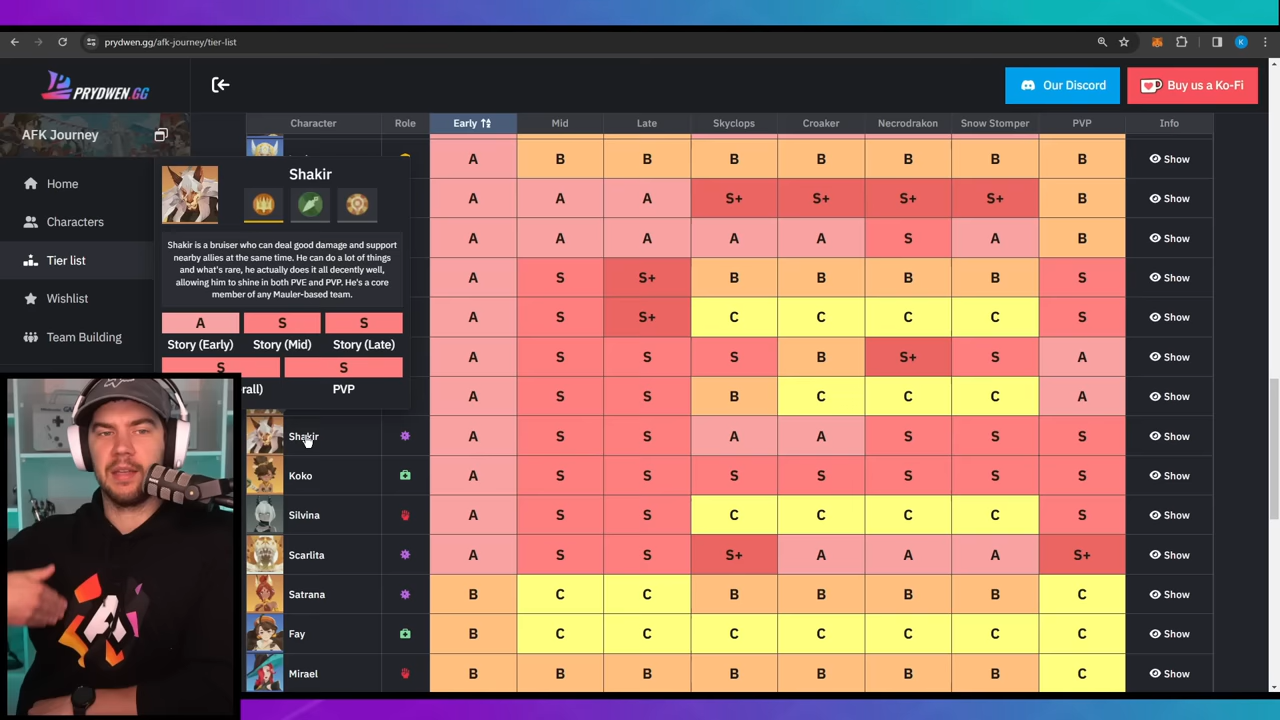 prydwen.gg/afk-journey/tier-list
K
PRYDWEN.GG
Our Discord
Buys us a Ko-Fi
AFK Journey
Home
Characters
Tier list
Wishlist
Team Building
Character Role Early Mid Late Skyclops Croaker Necrodrakon Snow Stomper PVP Info
A B B B B B B B Show
A A A S+ S+ S+ S+ B Show
A A A A A S A B Show
A S S+ B B B B S Show
A S S+ C C C C S Show
A S S S B S+ S A Show
A S S B C C C A Show
Shakir A S S A A S S S Show
Koko A S S S S S S S Show
Silvina A S S C C C C S Show
Scarlita A S S S+ A A A S+ Show
Satrana B C C B B B B C Show
Fay B C C C C C C C Show
Mirael B B B B B B B C Show
Shakir
Shakir is a bruiser who can deal good damage and support
nearby allies at the same time. He can do a lot of things
and what's rare, he actually does it all decently well,
allowing him to shine in both PVE and PVP. He's a core
member of any Mauler-based team.
A S S
Story (Early) Story (Mid) Story (Late)
S S
erall) PVP